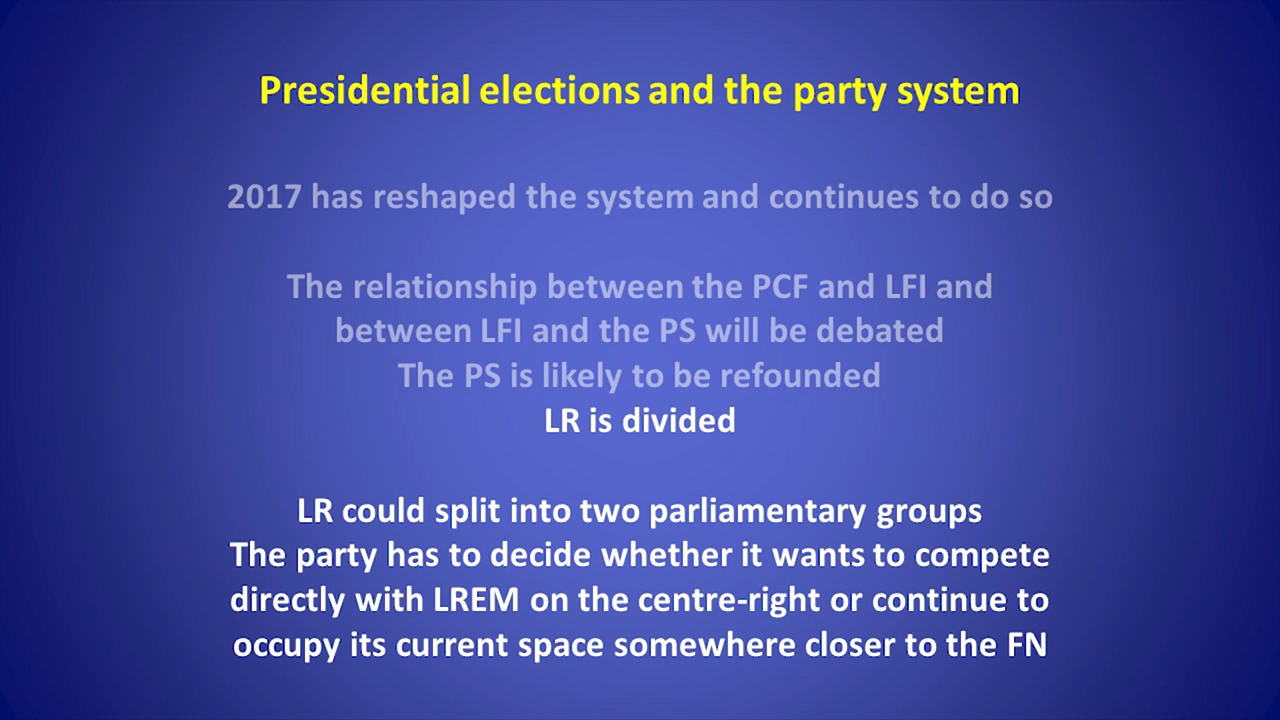 Presidential elections and the party system
2017 has reshaped the system and continues to do so
The relationship between the PCF and LFI and
between LFI and the PS will be debated
The PS is likely to be refounded
LR is divided
LR could split into two parliamentary groups
The party has to decide whether it wants to compete
directly with LREM on the centre-right or continue to
occupy its current space somewhere closer to the FN